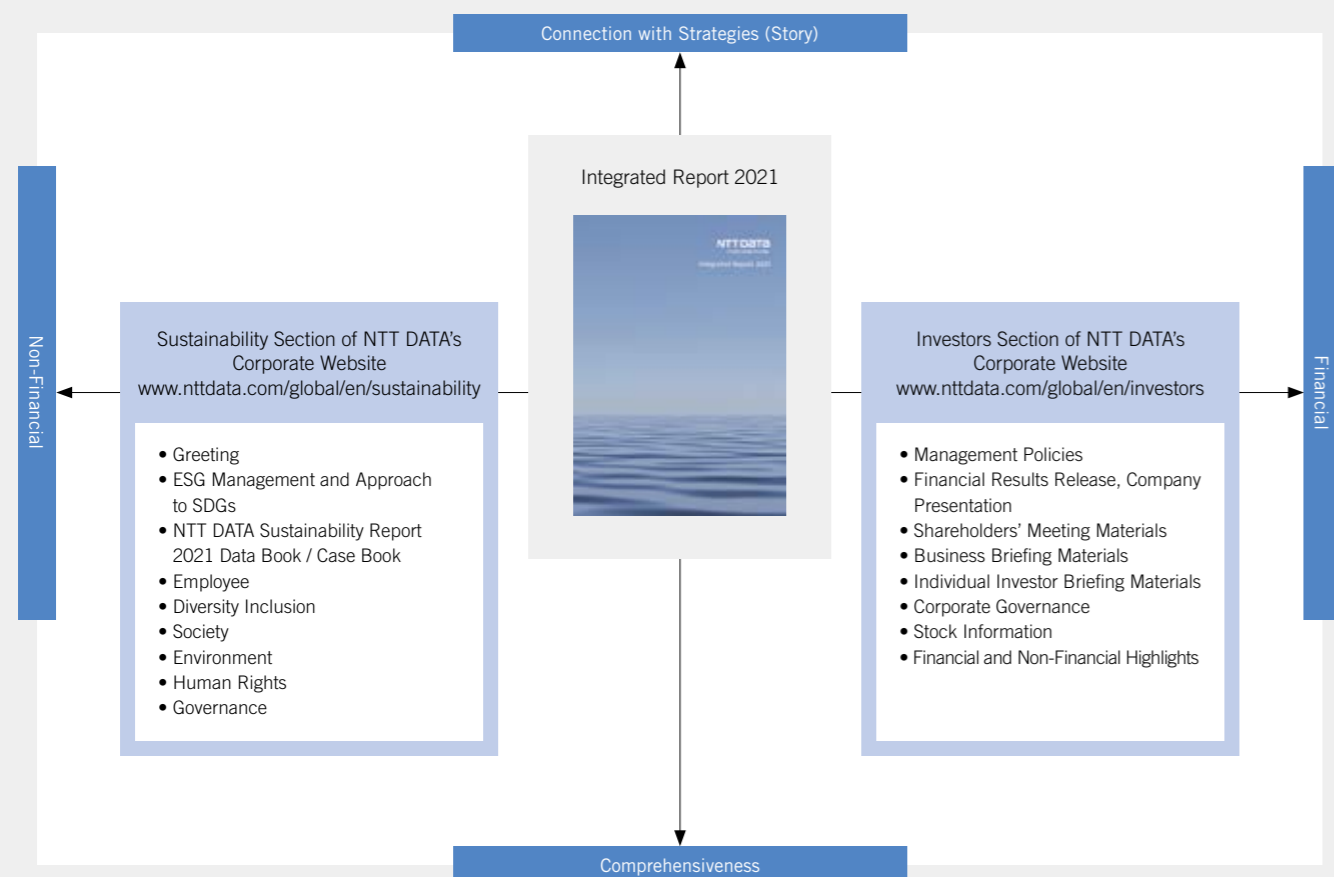 Connection with Strategies (Story)
Integrated Report 2021
NTT DATA
Integrated Report 2021
Non-Financial
Sustainability Section of NTT DATA’s
Corporate Website
www.nttdata.com/global/en/sustainability
• Greeting
• ESG Management and Approach
to SDGs
• NTT DATA Sustainability Report
2021 Data Book / Case Book
• Employee
• Diversity Inclusion
• Society
• Environment
• Human Rights
• Governance
Investors Section of NTT DATA’s
Corporate Website
www.nttdata.com/global/en/investors
• Management Policies
• Financial Results Release, Company
Presentation
• Shareholders’ Meeting Materials
• Business Briefing Materials
• Individual Investor Briefing Materials
• Corporate Governance
• Stock Information
• Financial and Non-Financial Highlights
Financial
Comprehensiveness